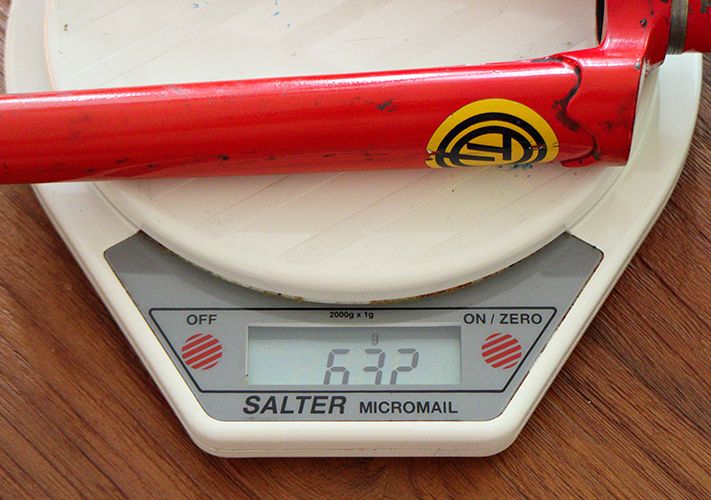 2000g x 1g
OFF
ON / ZERO
g
632
SALTER MICROMAIL